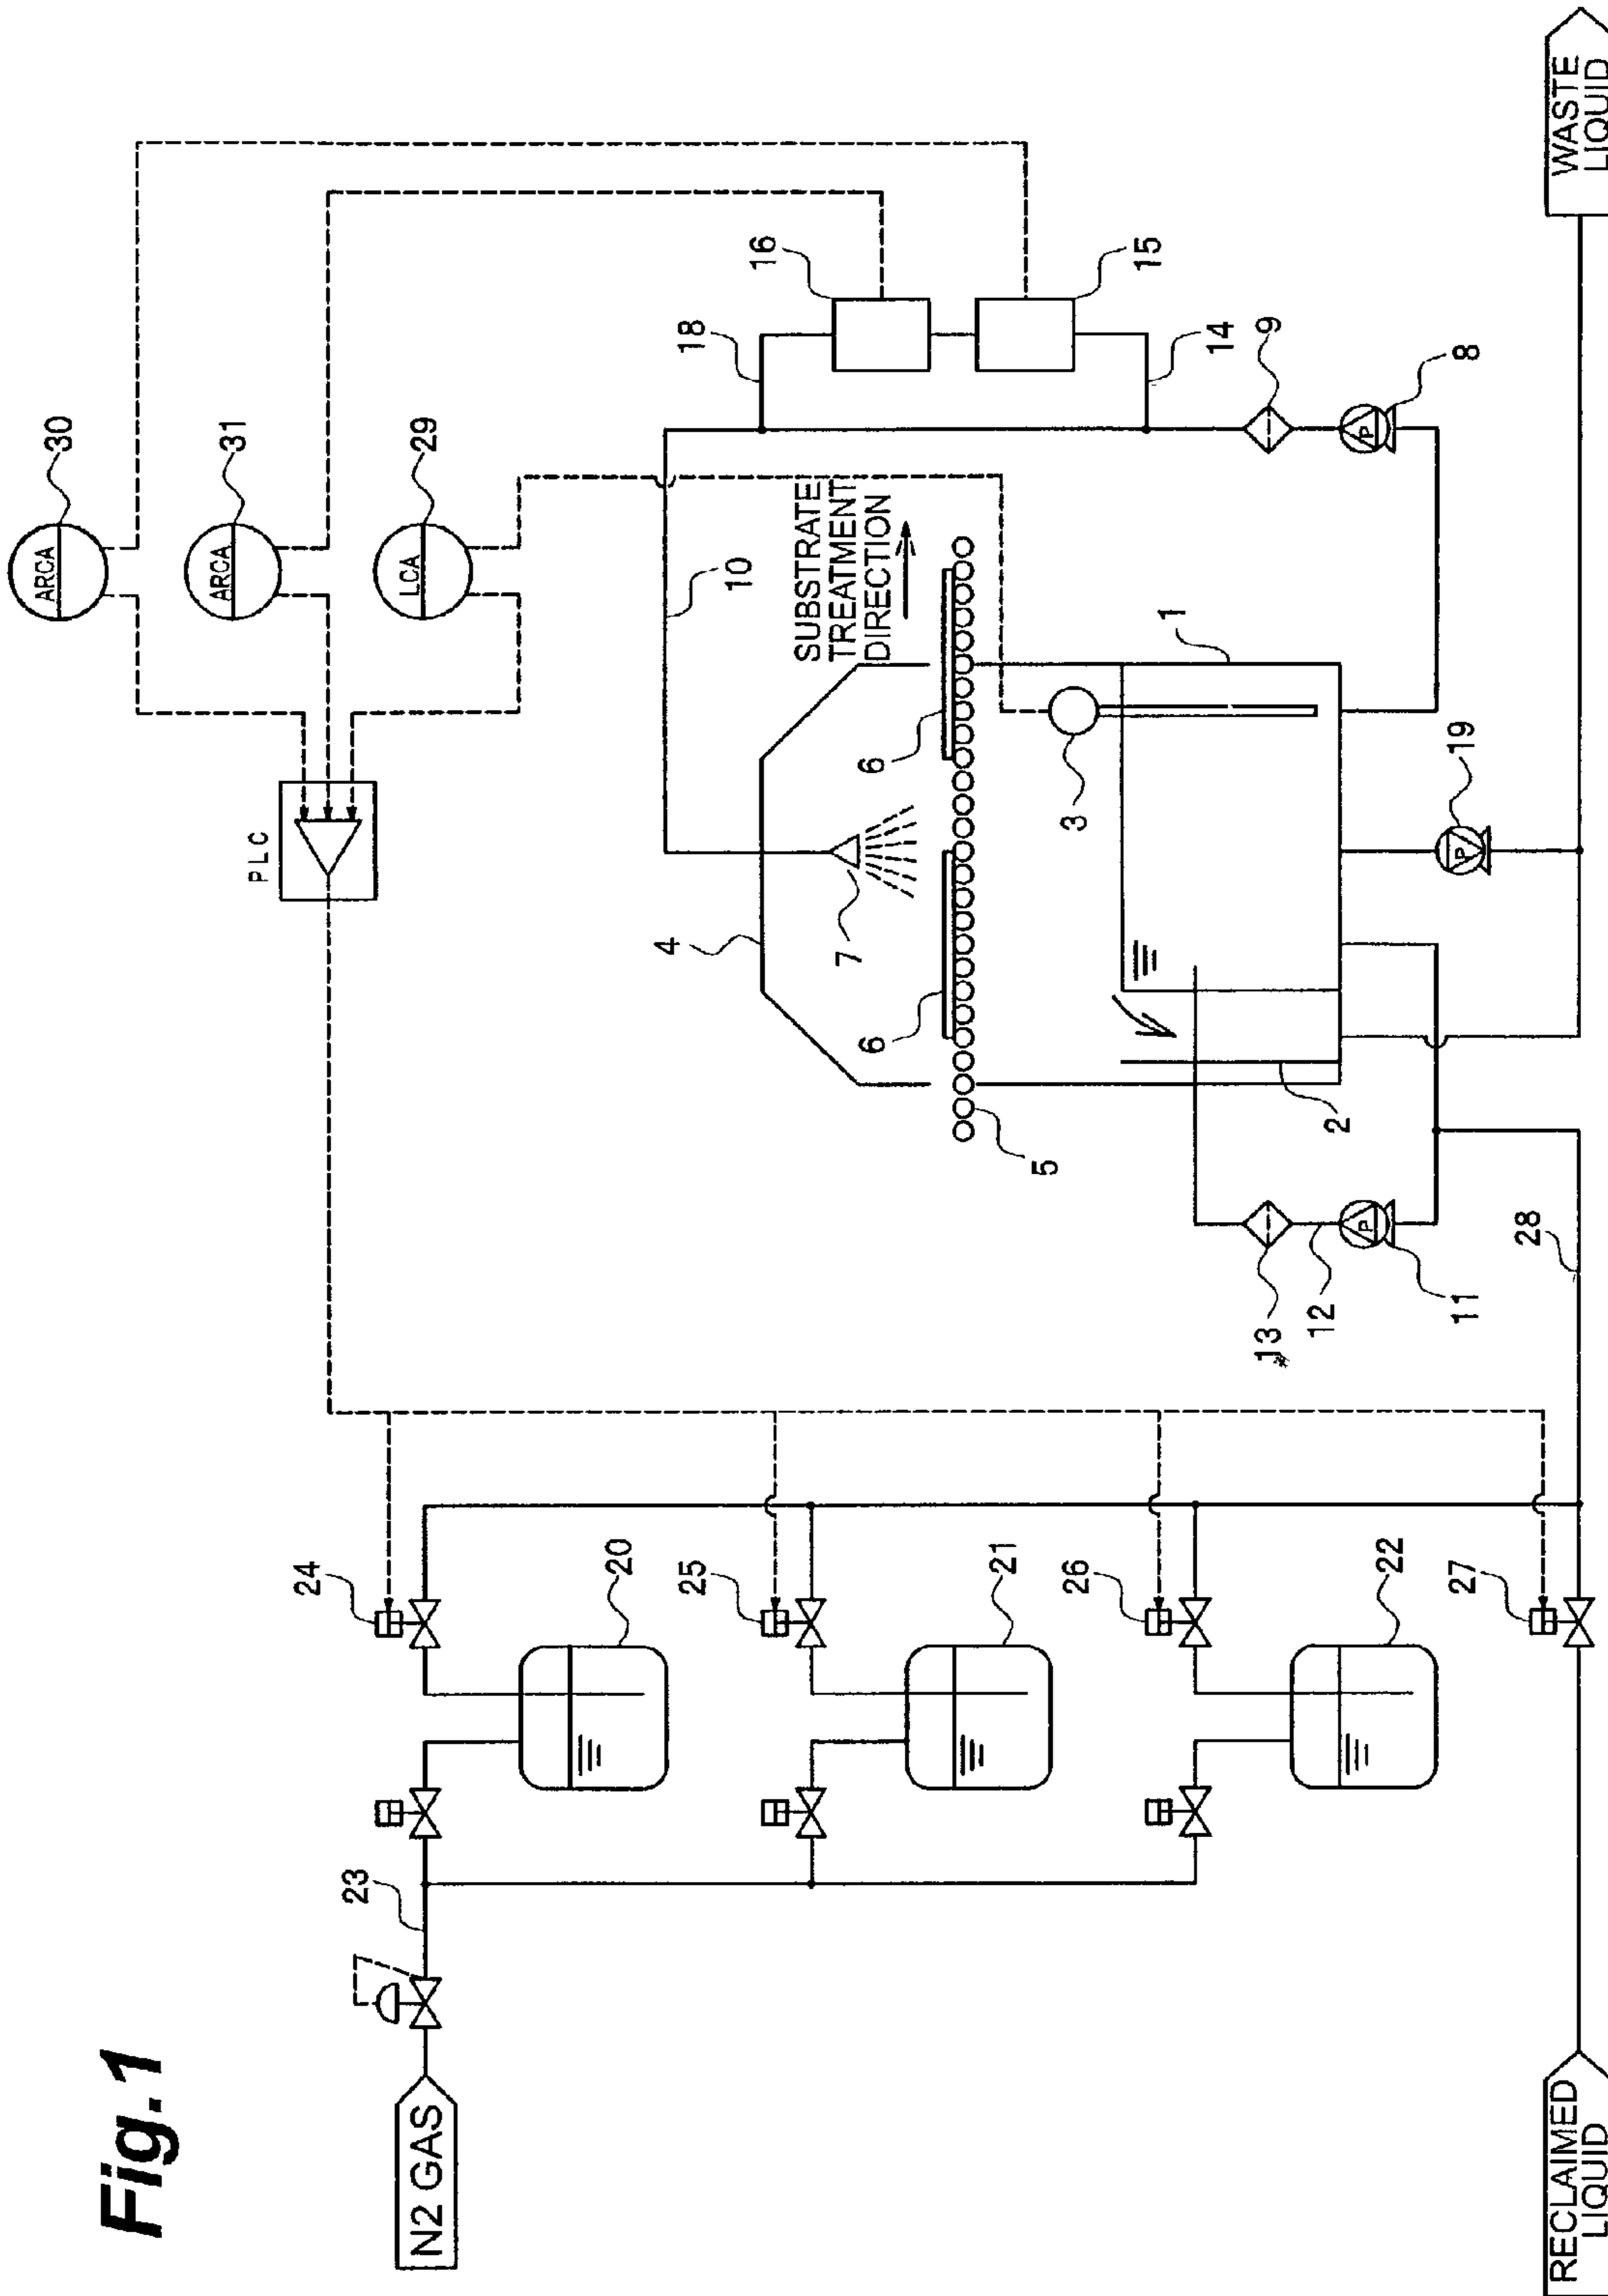 Fig.1
N2 GAS
23
24
20
25
21
26
22
27
RECLAIMED
LIQUID
28
PLC
ARCA
30
ARCA
31
LCA
29
4
7
6
6
5
10
SUBSTRATE
TREATMENT
DIRECTION
18
16
15
14
9
P
8
3
1
2
13
12
P
11
P
19
WASTE
LIQUID